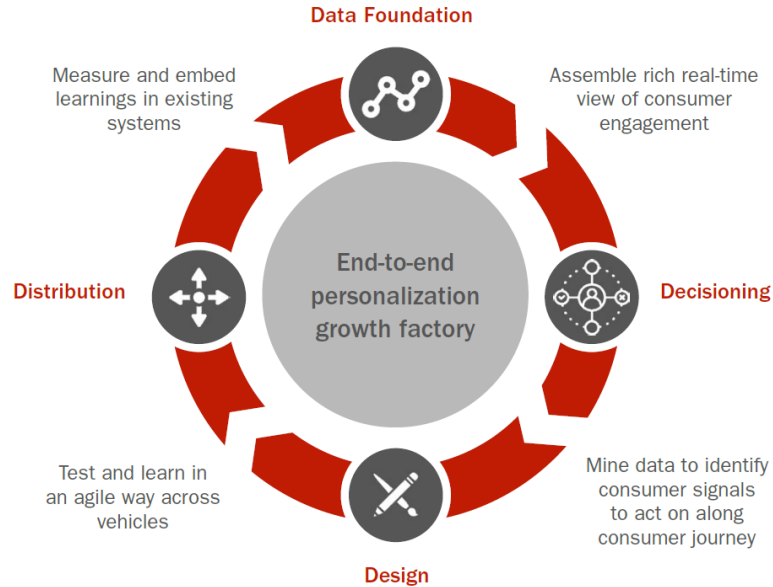 Data Foundation
Measure and embed
learnings in existing
systems
Assemble rich real-time
view of consumer
engagement
End-to-end
personalization
growth factory
Distribution
Decisioning
Test and learn in
an agile way across
vehicles
Mine data to identify
consumer signals
to act on along
consumer journey
Design